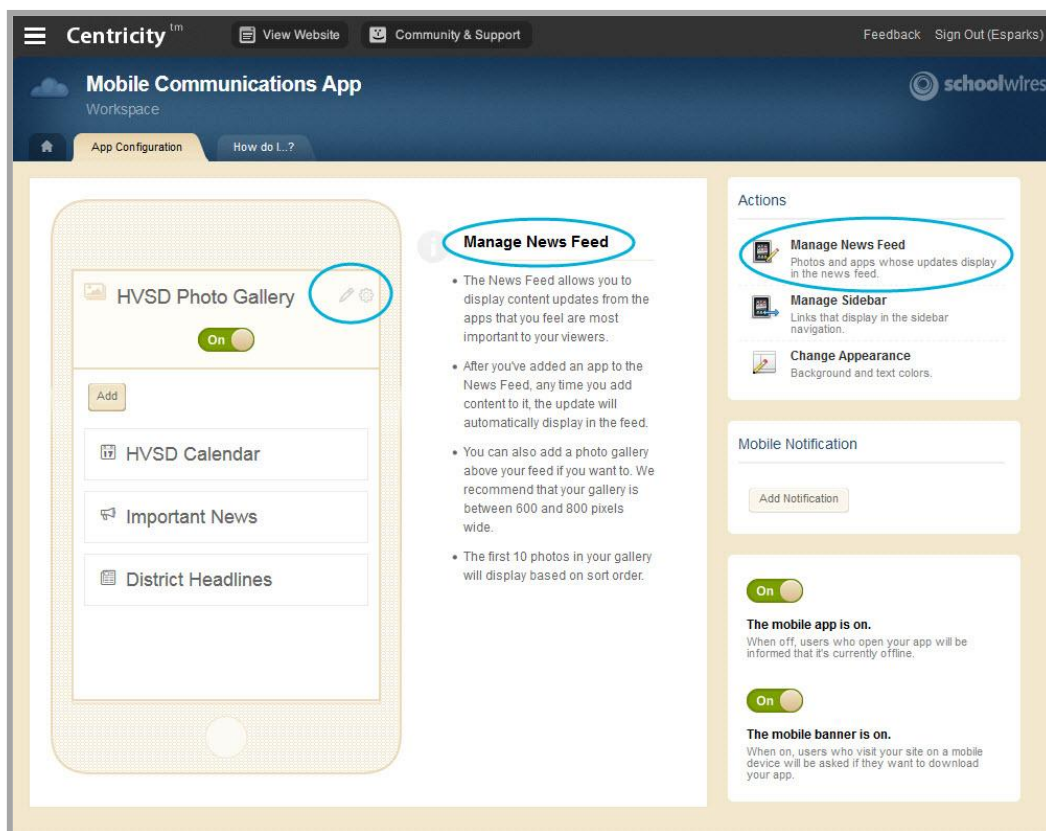 Centricity tm
View Website
Community & Support
Feedback
Sign Out (Esparks)
Mobile Communications App
Workspace
schoolwires
App Configuration
How do I...?
HVSD Photo Gallery
On
Add
17
HVSD Calendar
Important News
District Headlines
i
Manage News Feed
• The News Feed allows you to
display content updates from the
apps that you feel are most
important to your viewers.
• After you've added an app to the
News Feed, any time you add
content to it, the update will
automatically display in the feed.
• You can also add a photo gallery
above your feed if you want to. We
recommend that your gallery is
between 600 and 800 pixels
wide.
• The first 10 photos in your gallery
will display based on sort order.
Actions
Manage News Feed
Photos and apps whose updates display
in the news feed.
Manage Sidebar
Links that display in the sidebar
navigation.
Change Appearance
Background and text colors.
Mobile Notification
Add Notification
On
The mobile app is on.
When off, users who open your app will be
informed that it's currently offline.
On
The mobile banner is on.
When on, users who visit your site on a mobile
device will be asked if they want to download
your app.